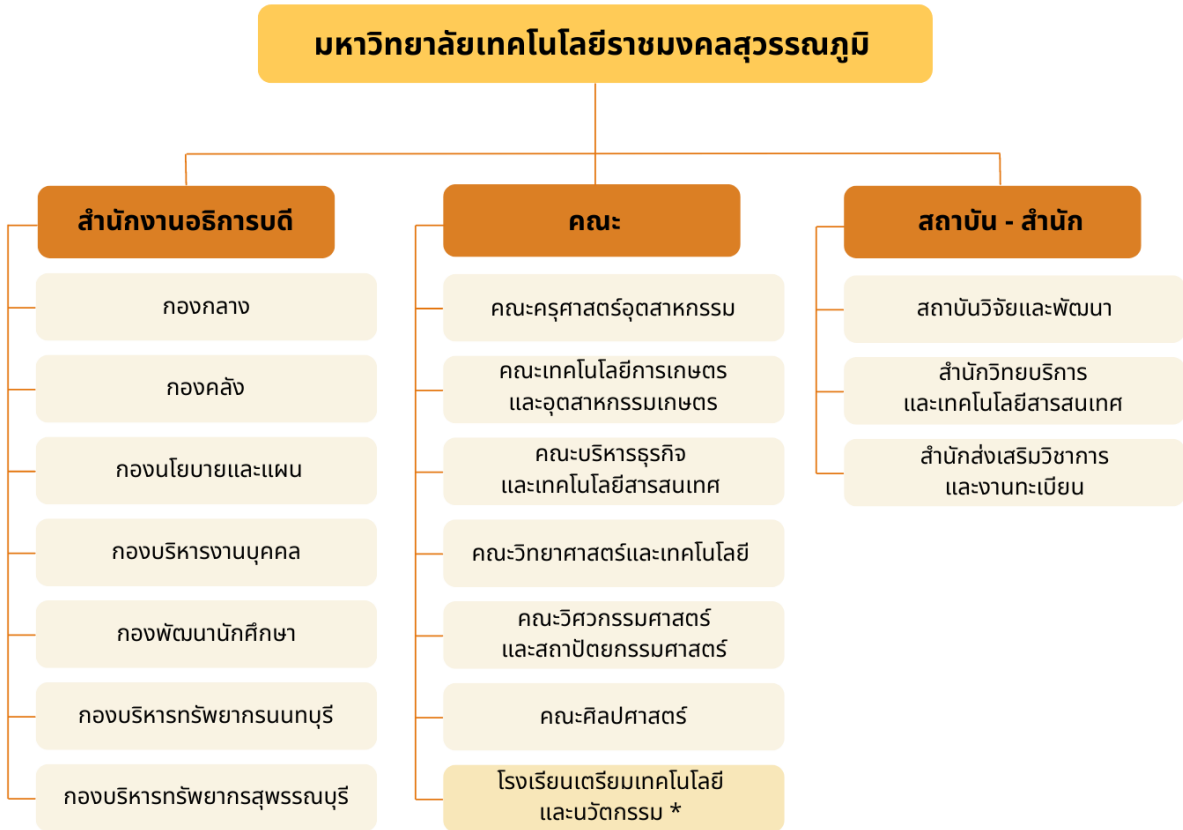 มหาวิทยาลัยเทคโนโลยีราชมงคลสุวรรณภูมิ
สำนักงานอธิการบดี
กองกลาง
กองคลัง
กองนโยบายและแผน
กองบริหารงานบุคคล
กองพัฒนานักศึกษา
กองบริหารทรัพยากรนนทบุรี
กองบริหารทรัพยากรสุพรรณบุรี
คณะ
คณะครุศาสตร์อุตสาหกรรม
คณะเทคโนโลยีการเกษตร
และอุตสาหกรรมเกษตร
คณะบริหารธุรกิจ
และเทคโนโลยีสารสนเทศ
คณะวิทยาศาสตร์และเทคโนโลยี
คณะวิศวกรรมศาสตร์
และสถาปัตยกรรมศาสตร์
คณะศิลปศาสตร์
โรงเรียนเตรียมเทคโนโลยี
และนวัตกรรม *
สถาบัน - สำนัก
สถาบันวิจัยและพัฒนา
สำนักวิทยบริการ
และเทคโนโลยีสารสนเทศ
สำนักส่งเสริมวิชาการ
และงานทะเบียน